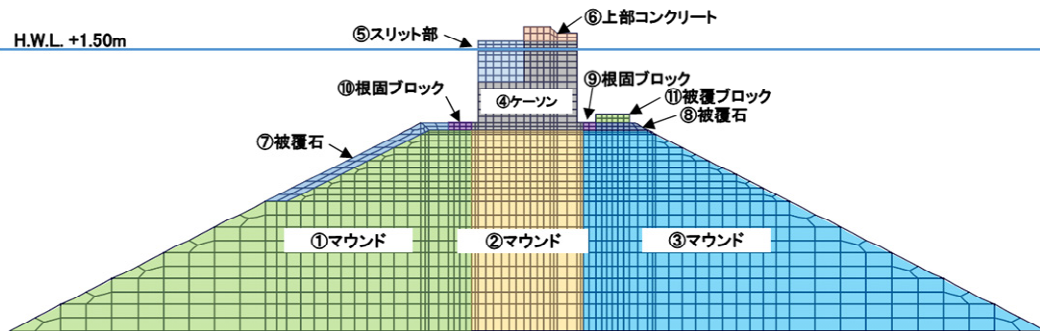 ⑥上部コンクリート
⑤スリット部
H.W.L. +1.50m
⑩根固ブロック
⑨根固ブロック
④ケーソン
⑪被覆ブロック
⑧被覆石
⑦被覆石
①マウンド
②マウンド
③マウンド